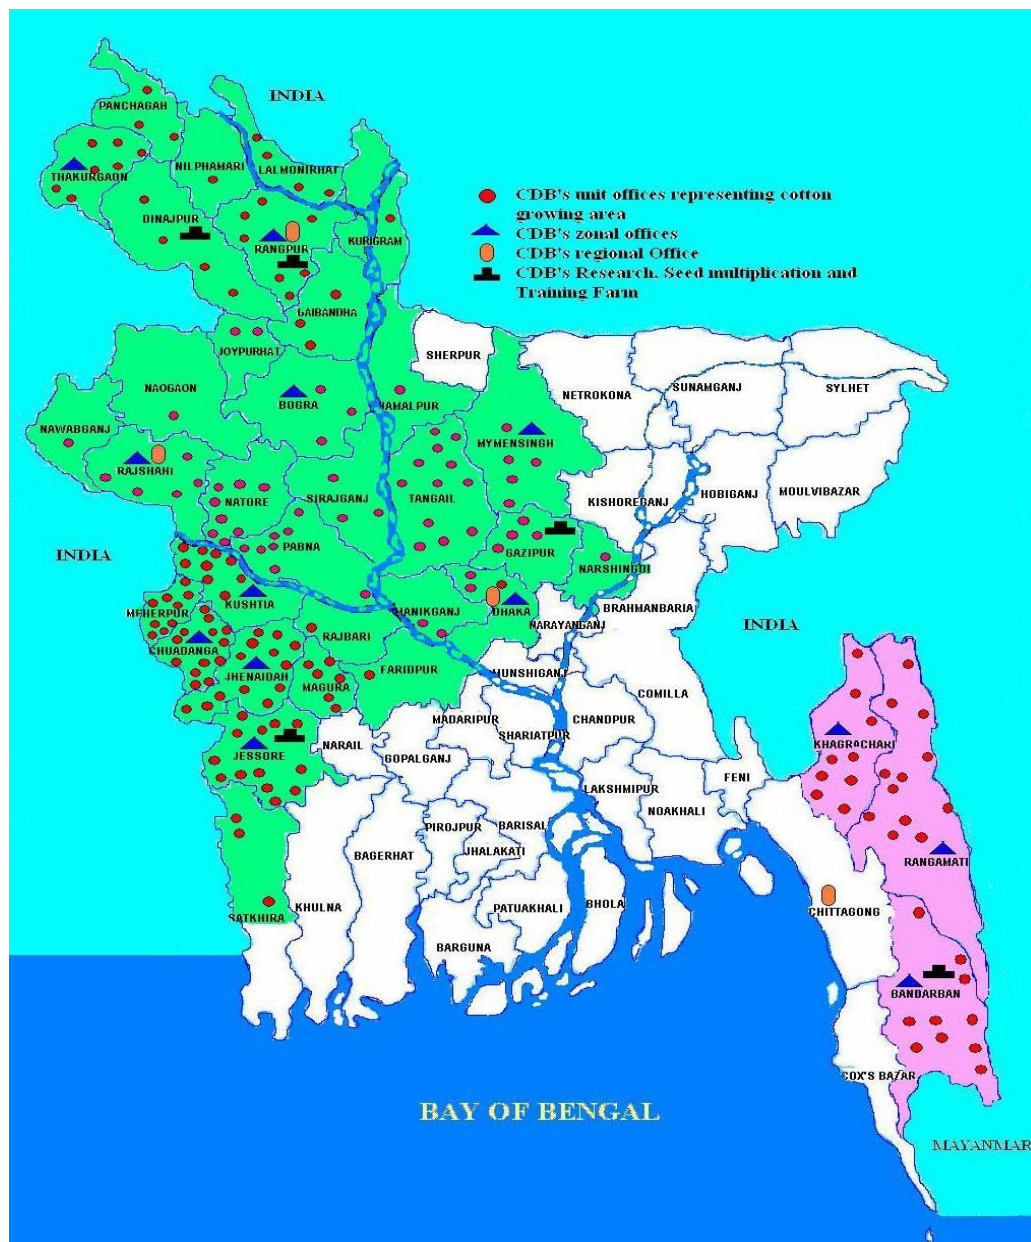 INDIA
PANCHAGAH
NILPHAMARI
LALMONIRHAT
THAKURGAON
CDB's unit offices representing cotton
growing area
DINAJPUR
CDB's zonal offices
RANGPUR
KURIGRAM
CDB's regional Office
CDB's Research, Seed multiplication and
Training Farm
GAIBANDHA
JOYPURHAT
SHERPUR
NAOGAON
SUNAMGANJ
SYLHET
NETROKONA
BOGRA
JAMALPUR
NAWABGANJ
MYMENSINGH
RAJSHAHI
NATORE
SIRAJGANJ
TANGAIL
KISHOREGANJ
HOBIGANJ
MOULVIBAZAR
INDIA
PABNA
GAZIPUR
NARSHINGDI
KUSHTIA
MEHERPUR
MANIKGANJ
DHAKA
BRAHMANBARIA
NARAYANGANJ
INDIA
CHUADANGA
RAJBARI
JHENAIDAH
FARIDPUR
MUNSHIGANJ
MAGURA
COMILLA
MADARIPUR
CHANDPUR
SHARIATPUR
KHAGRACHARI
JESSORE
NARAIL
GOPALGANJ
FENI
LAKSHMIPUR
NOAKHALI
PIROJPUR
BARISAL
JHALAKATI
BAGERHAT
RANGAMATI
KHULNA
PATUAKHALI
BHOLA
CHITTAGONG
SATKHIRA
BARGUNA
BANDARBAN
COX'S BAZAR
BAY OF BENGAL
MAYANMAR